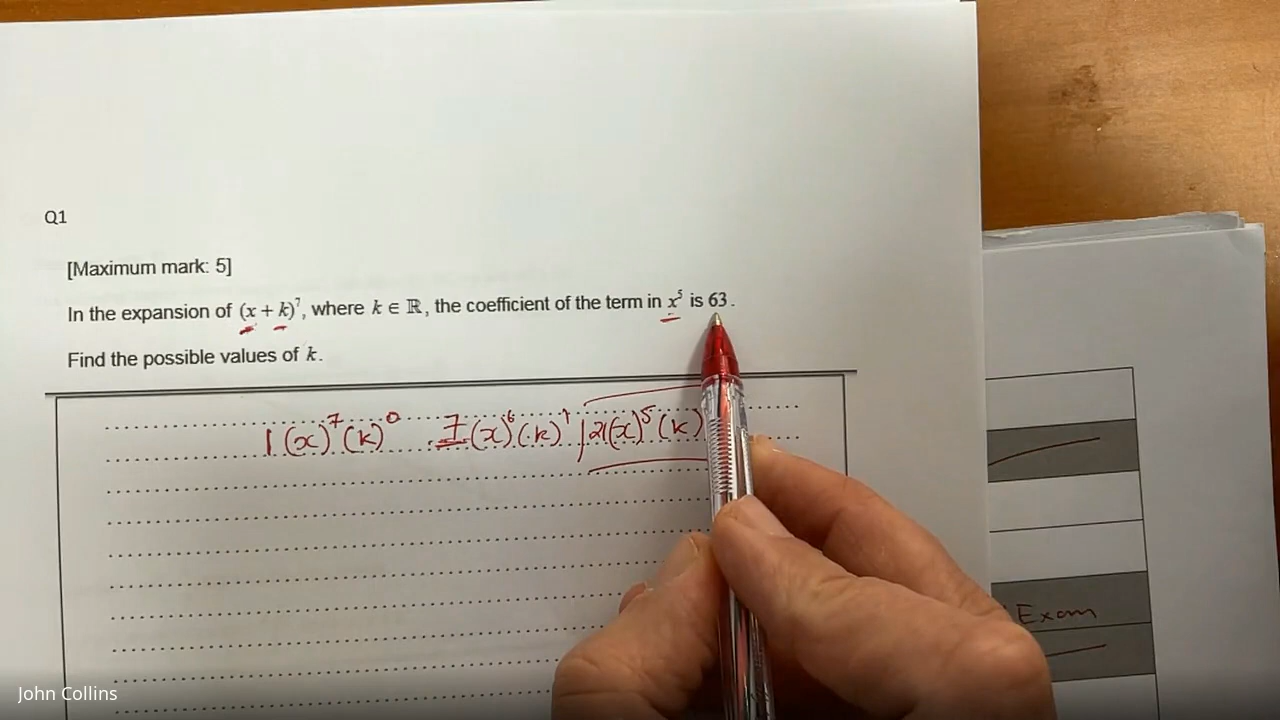 Q1
[Maximum mark: 5]
In the expansion of (x + k)⁷, where k ∈ ℝ, the coefficient of the term in x⁵ is 63.
Find the possible values of k.
1(x)⁷(k)⁰ 7(x)⁶(k)¹ 21(x)⁵(k)
Exam
John Collins